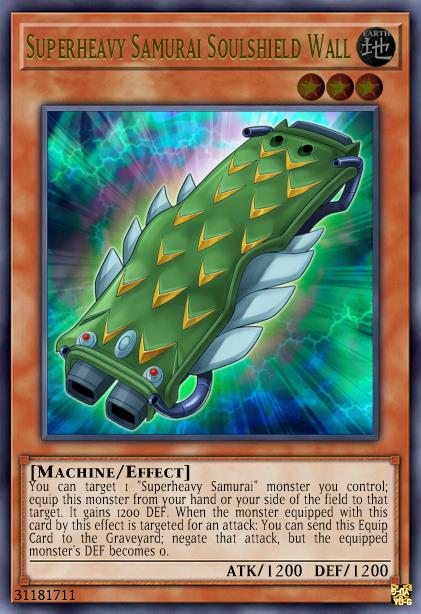 Superheavy Samurai Soulshield Wall
EARTH
地
[Machine/Effect]
You can target 1 "Superheavy Samurai" monster you control;
equip this monster from your hand or your side of the field to that
target. It gains 1200 DEF. When the monster equipped with this
card by this effect is targeted for an attack: You can send this Equip
Card to the Graveyard; negate that attack, but the equipped
monster's DEF becomes 0.
ATK/1200 DEF/1200
31181711